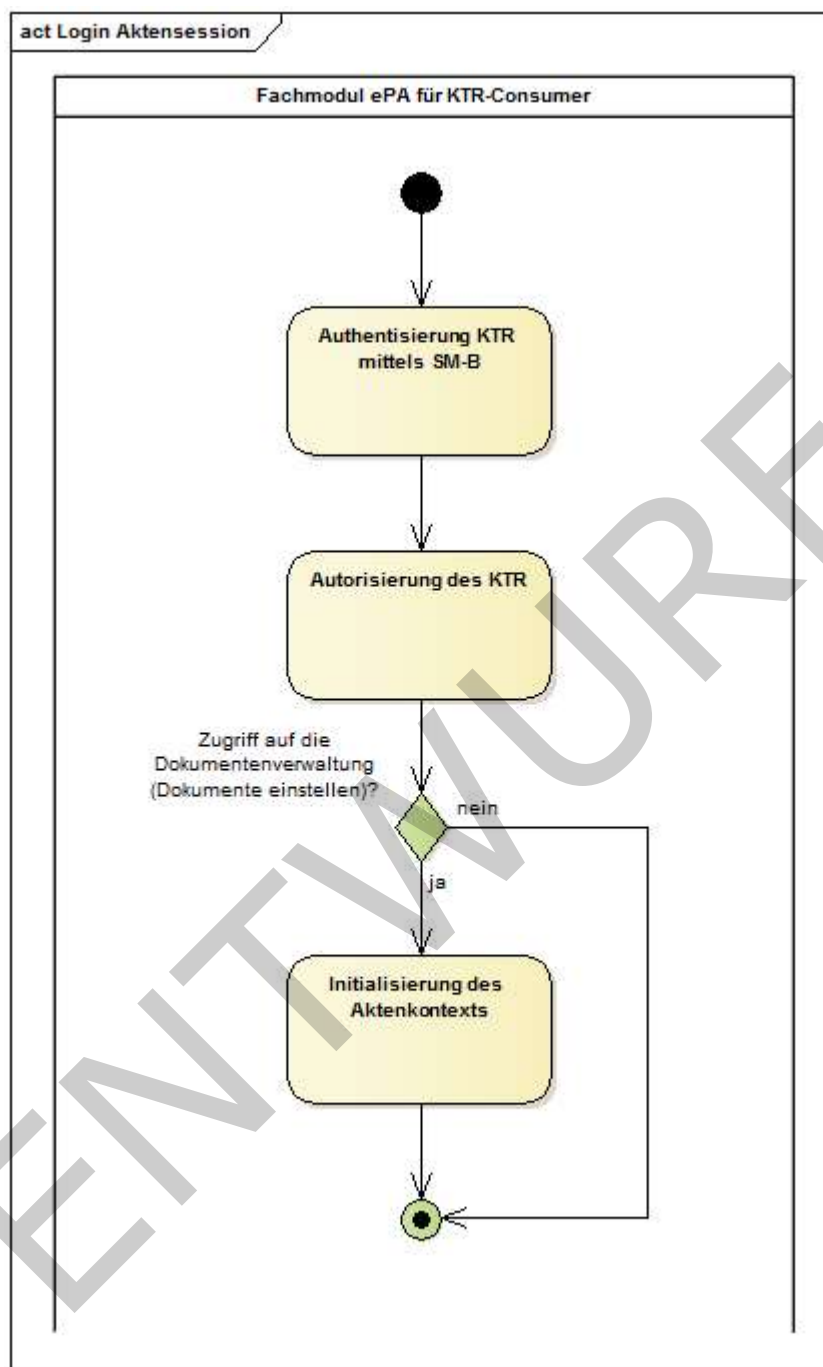 act Login Aktensession
Fachmodul ePA für KTR-Consumer
Authentisierung KTR
mittels SM-B
Autorisierung des KTR
Zugriff auf die
Dokumentenverwaltung
(Dokumente einstellen)?
nein
ja
Initialisierung des
Aktenkontexts
ENTWURF